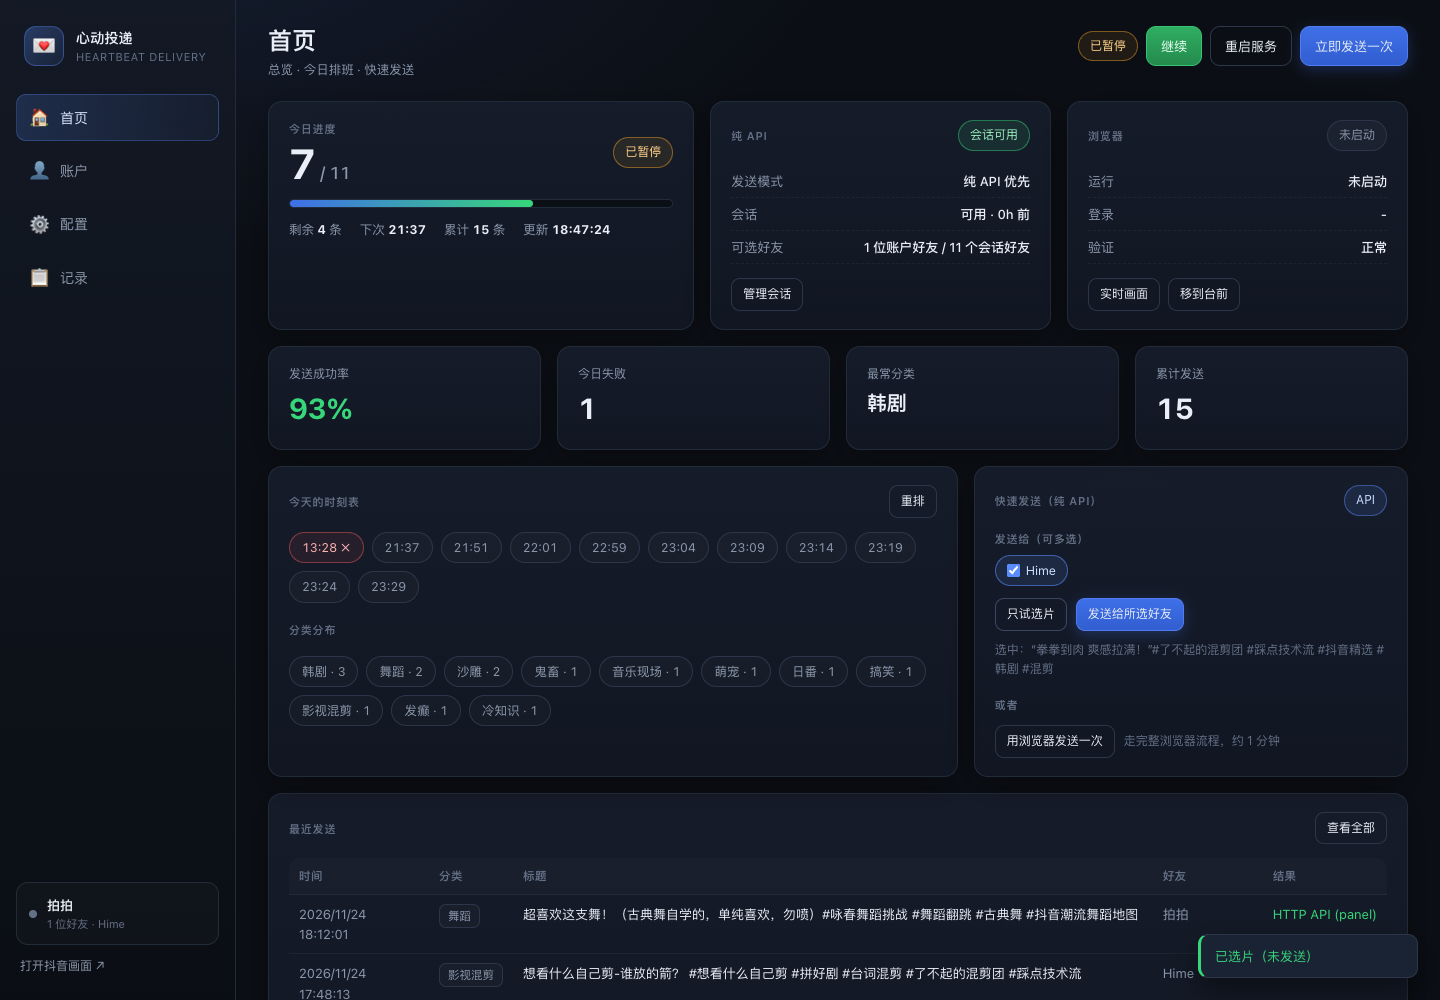 心动投递
HEARTBEAT DELIVERY
首页
账户
配置
记录
拍拍
1 位好友 · Hime
打开抖音画面 ↗
首页
总览 · 今日排班 · 快速发送
已暂停
继续
重启服务
立即发送一次
今日进度
7 / 11
已暂停
剩余 4 条 下次 21:37 累计 15 条 更新 18:47:24
纯 API
会话可用
发送模式 纯 API 优先
会话 可用 · 0h 前
可选好友 1 位账户好友 / 11 个会话好友
管理会话
浏览器
未启动
运行 未启动
登录 -
验证 正常
实时画面 移到台前
发送成功率
93%
今日失败
1
最常分类
韩剧
累计发送
15
今天的时刻表
重排
13:28 × 21:37 21:51 22:01 22:59 23:04 23:09 23:14 23:19
23:24 23:29
分类分布
韩剧 · 3 舞蹈 · 2 沙雕 · 2 鬼畜 · 1 音乐现场 · 1 萌宠 · 1 日番 · 1 搞笑 · 1
影视混剪 · 1 发癫 · 1 冷知识 · 1
快速发送（纯 API）
API
发送给（可多选）
Hime
只试选片 发送给所选好友
选中：“拳拳到肉 爽感拉满！”#了不起的混剪团 #踩点技术流 #抖音精选 #
韩剧 #混剪
或者
用浏览器发送一次 走完整浏览器流程，约 1 分钟
最近发送
查看全部
时间 分类 标题 好友 结果
2026/11/24
18:12:01
舞蹈
超喜欢这支舞！（古典舞自学的，单纯喜欢，勿喷）#咏春舞蹈挑战 #舞蹈翻跳 #古典舞 #抖音潮流舞蹈地图
拍拍
HTTP API (panel)
2026/11/24
17:48:13
影视混剪
想看什么自己剪-谁放的箭？ #想看什么自己剪 #拼好剧 #台词混剪 #了不起的混剪团 #踩点技术流
Hime
已选片（未发送）